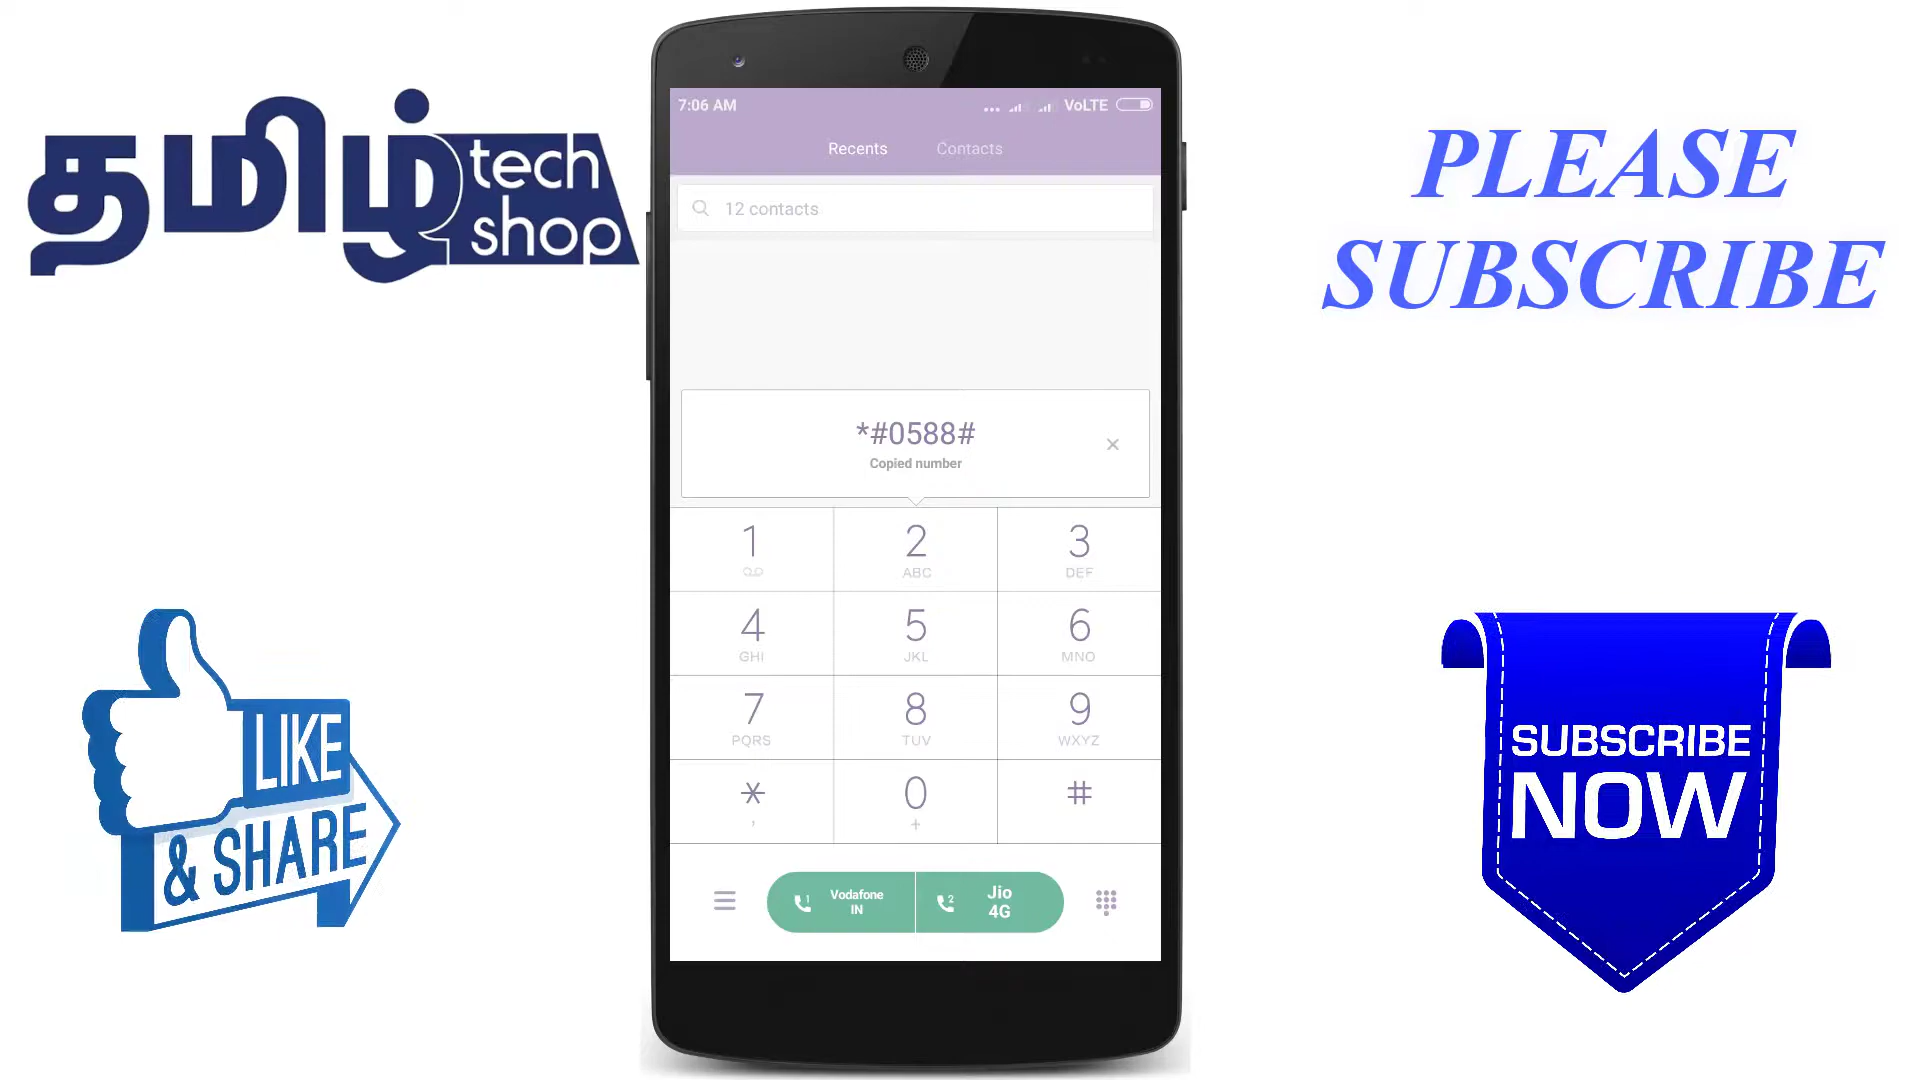 தமிழ் tech shop
PLEASE
SUBSCRIBE
7:06 AM
VoLTE
Recents
Contacts
12 contacts
*#0588#
Copied number
1
2
ABC
3
DEF
4
GHI
5
JKL
6
MNO
7
PQRS
8
TUV
9
WXYZ
*
,
0
+
#
1
Vodafone
IN
2
Jio
4G
LIKE
& SHARE
SUBSCRIBE
NOW